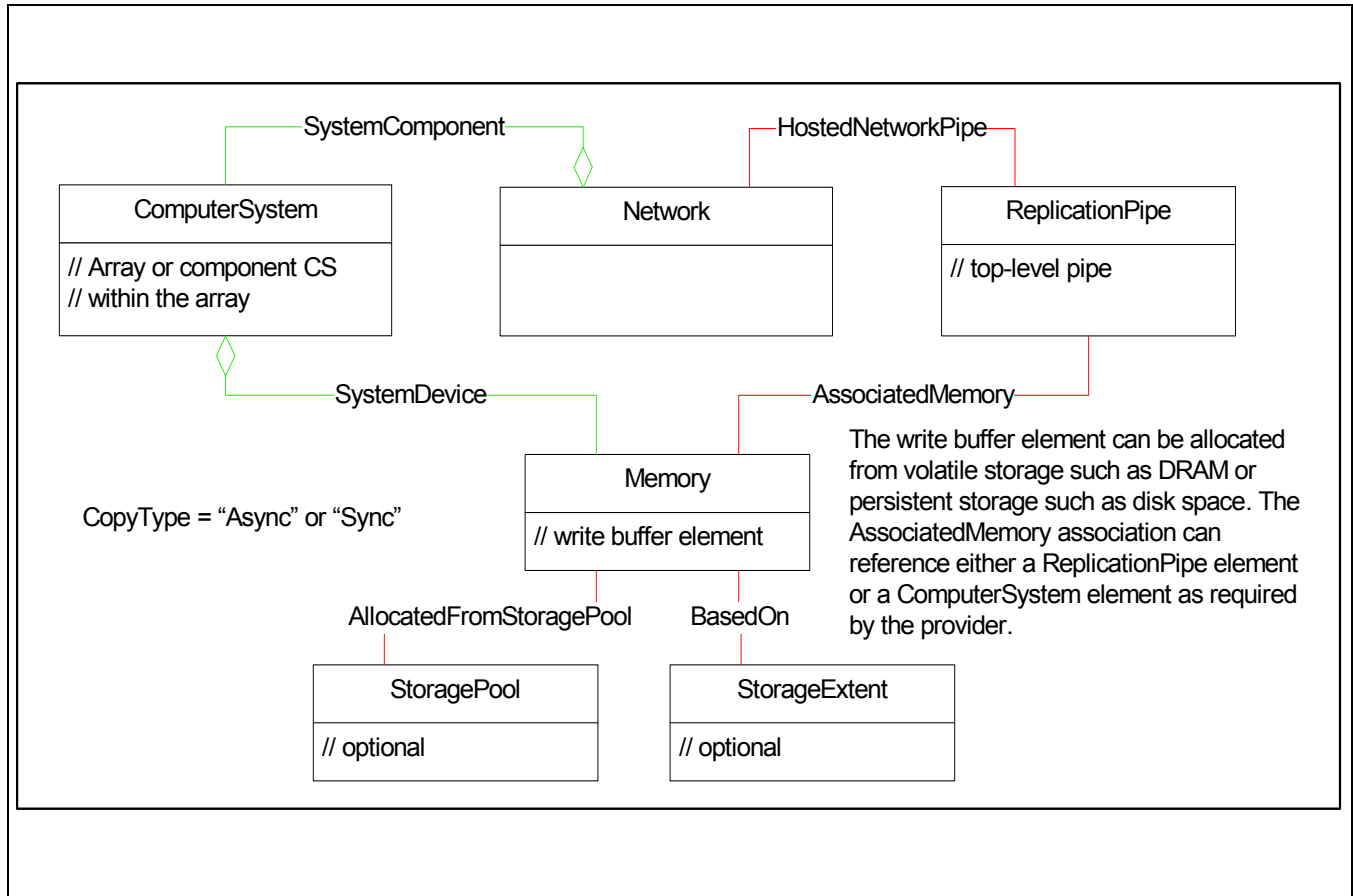 SystemComponent
HostedNetworkPipe
ComputerSystem
// Array or component CS
// within the array
Network
ReplicationPipe
// top-level pipe
SystemDevice
AssociatedMemory
The write buffer element can be allocated
from volatile storage such as DRAM or
persistent storage such as disk space. The
AssociatedMemory association can
reference either a ReplicationPipe element
or a ComputerSystem element as required
by the provider.
Memory
// write buffer element
CopyType = “Async” or “Sync”
AllocatedFromStoragePool
BasedOn
StoragePool
// optional
StorageExtent
// optional